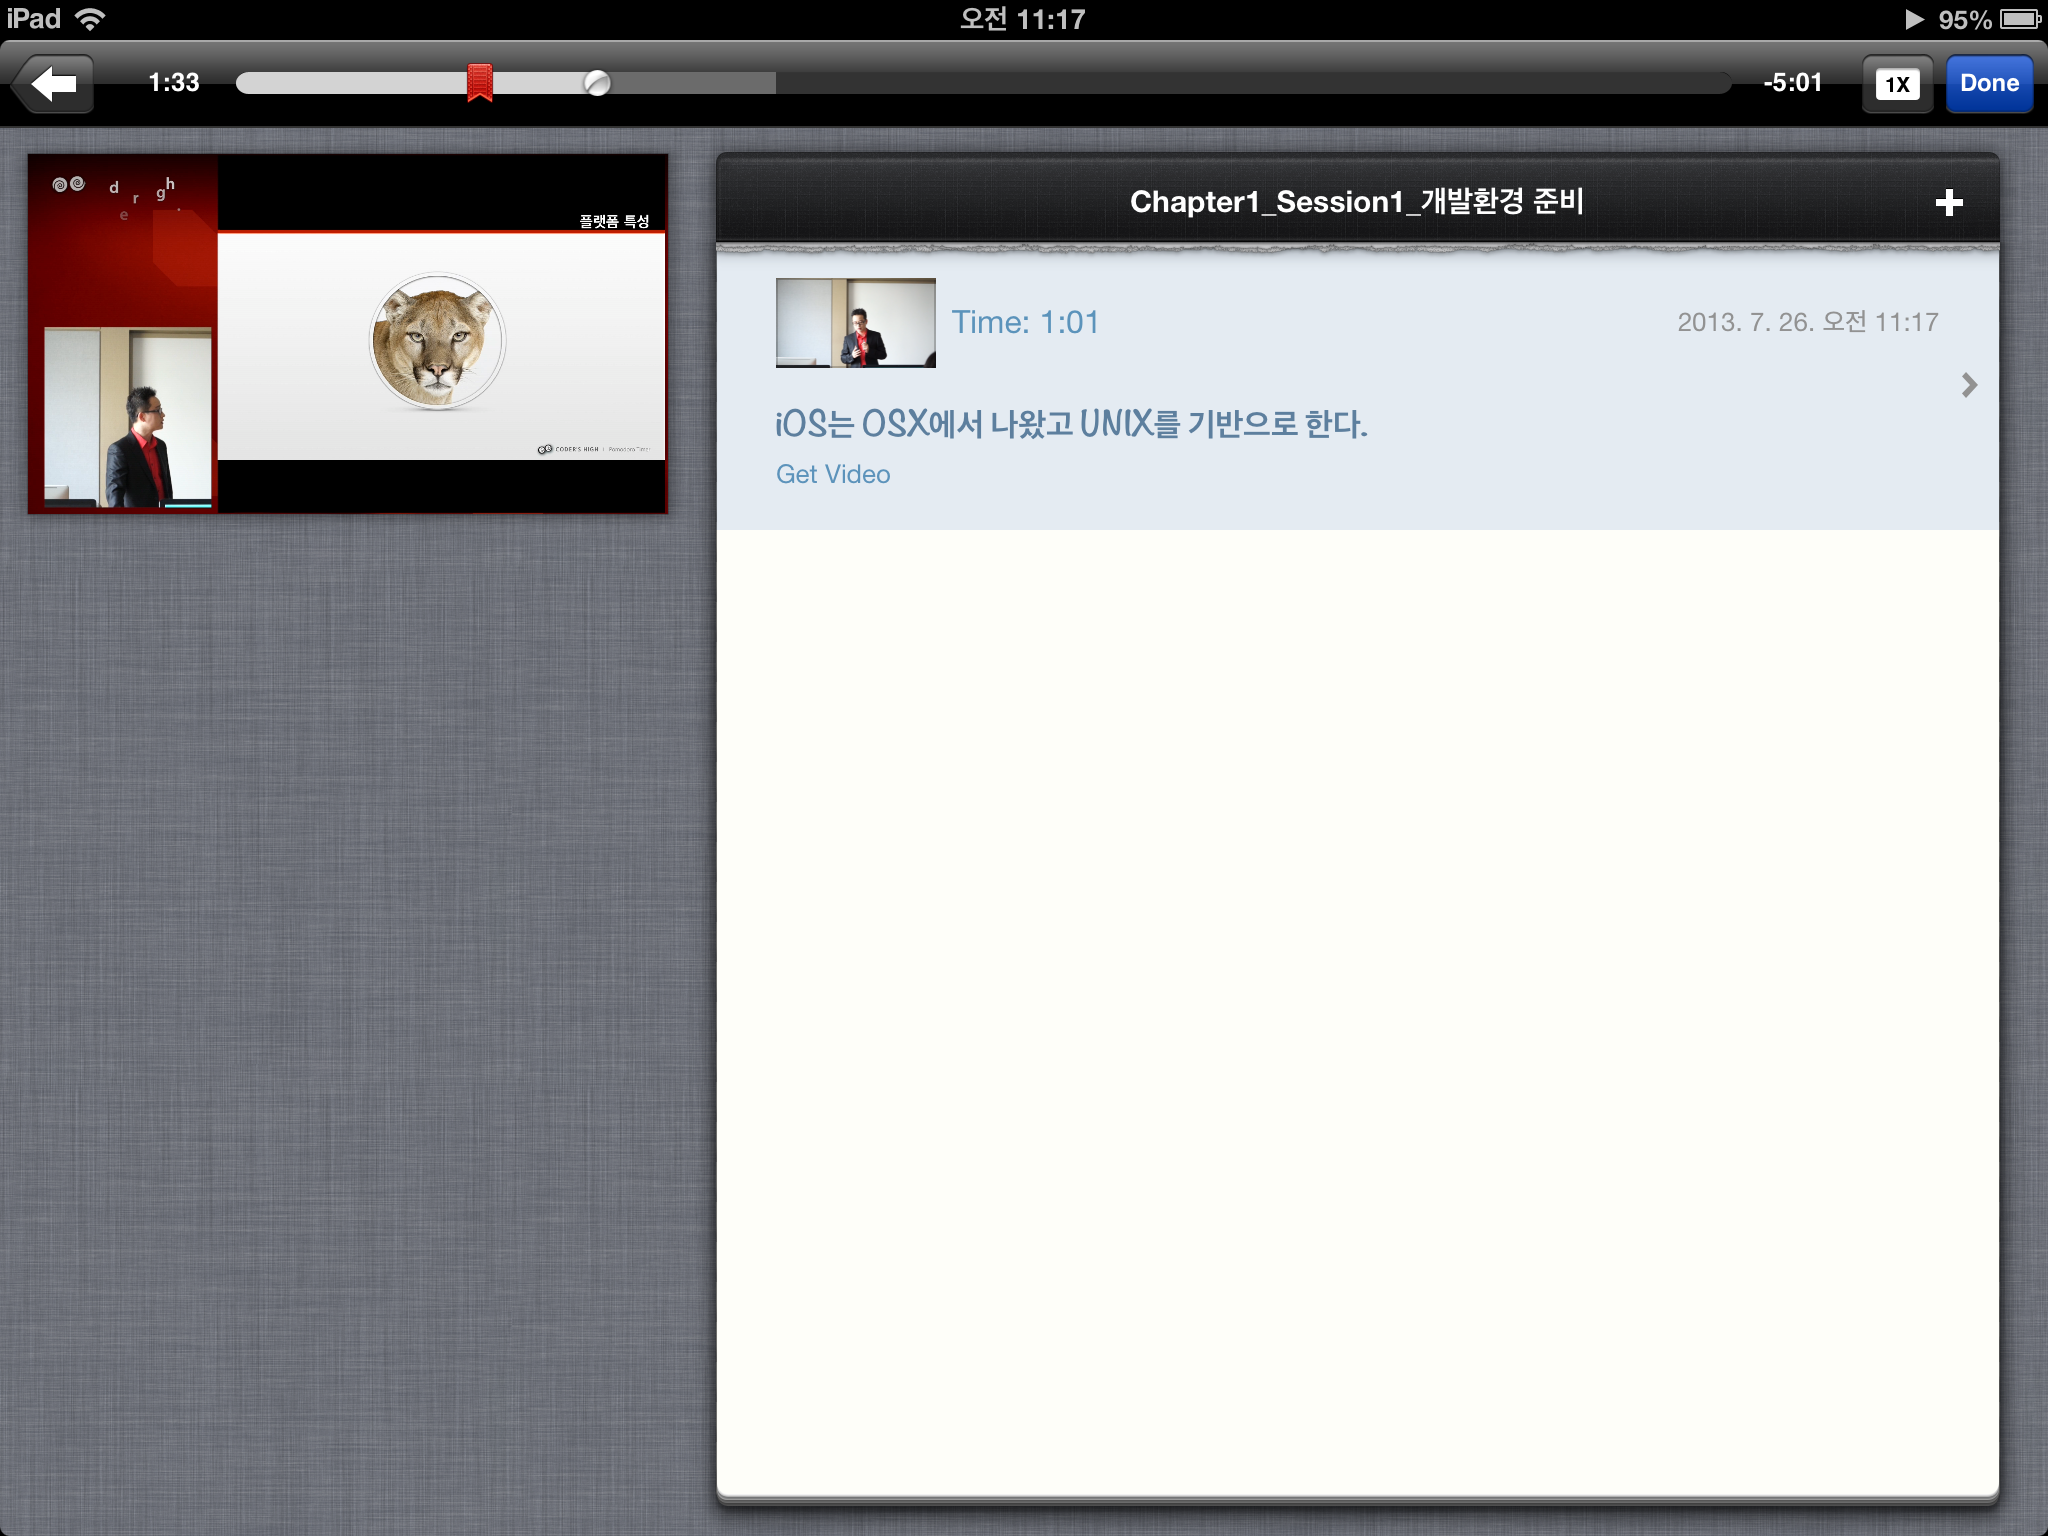 iPad
오전 11:17
95%
1:33
-5:01
1X
Done
d r g h
e
플랫폼 특성
CODER'S HIGH | Pomodoro Timer
Chapter1_Session1_개발환경 준비
Time: 1:01
2013. 7. 26. 오전 11:17
iOS는 OSX에서 나왔고 UNIX를 기반으로 한다.
Get Video